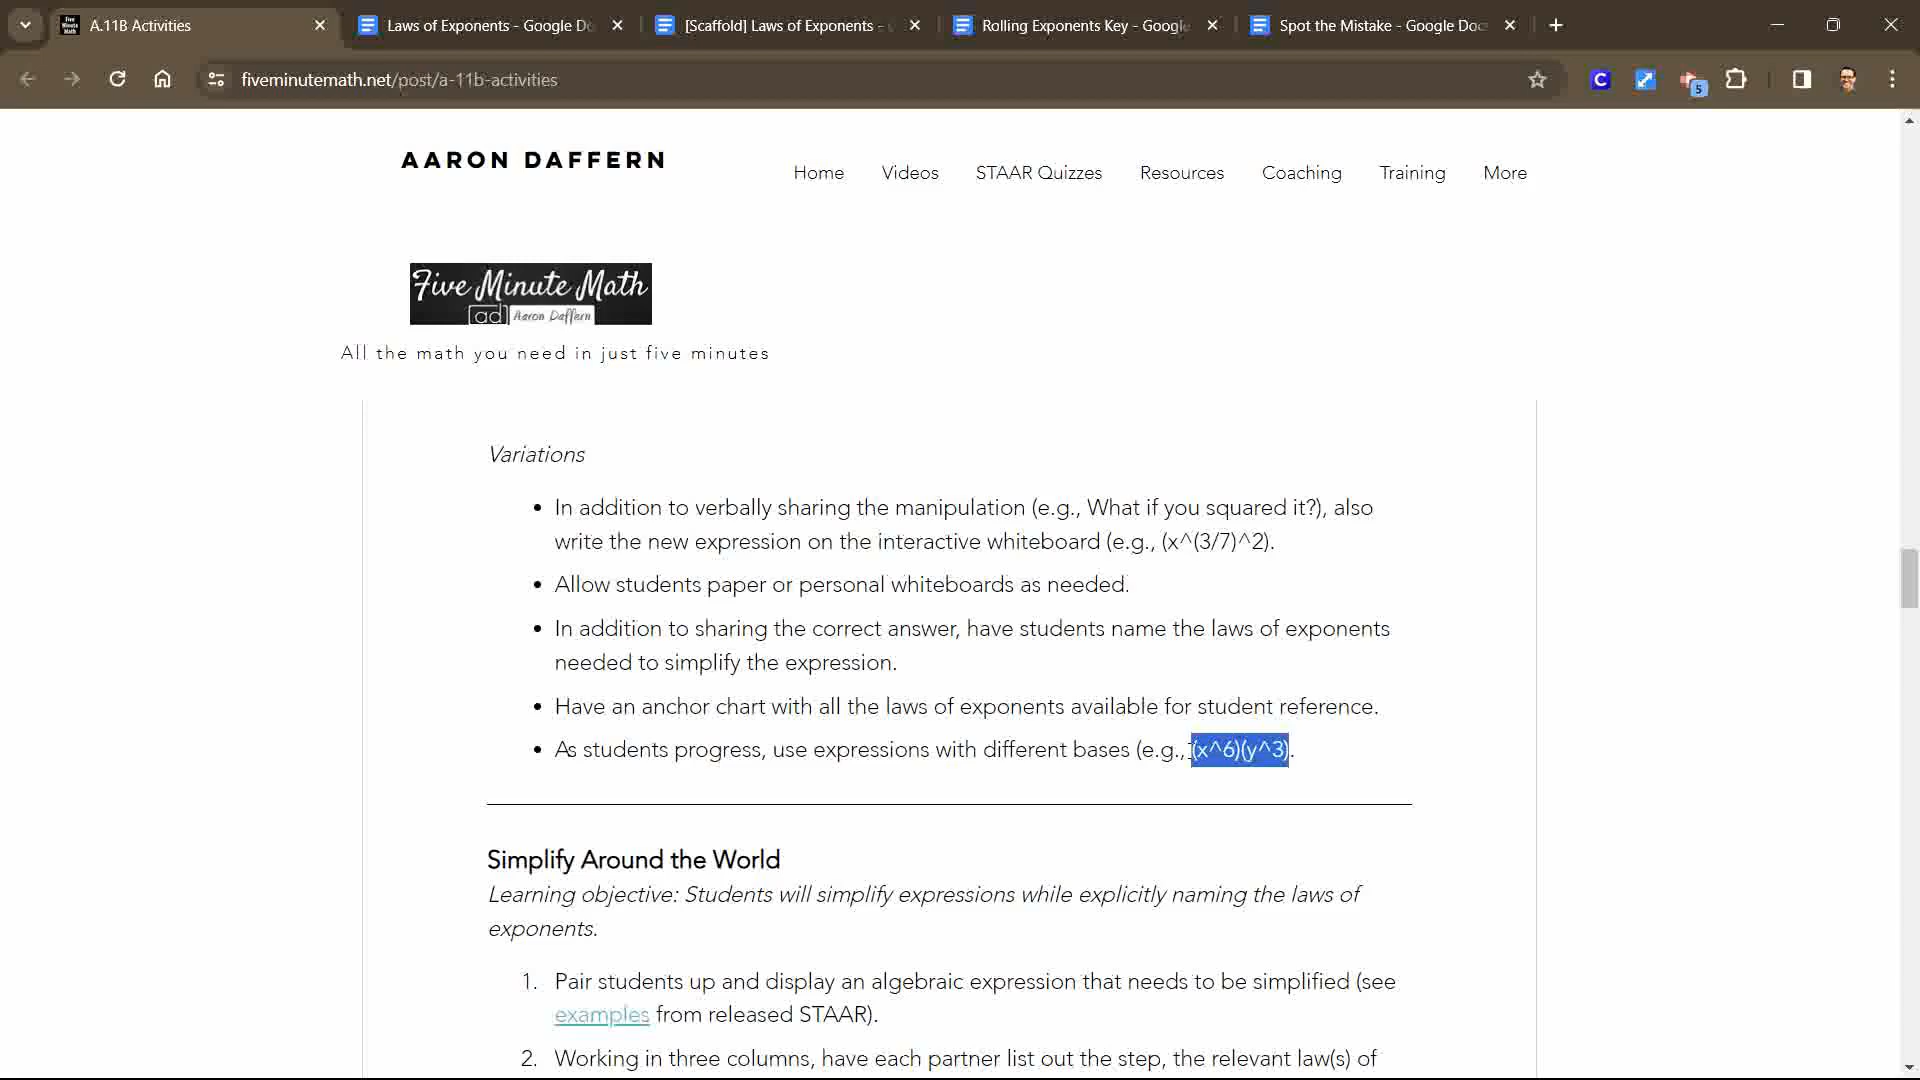 A.11B Activities
Laws of Exponents - Google Do
[Scaffold] Laws of Exponents -
Rolling Exponents Key - Google
Spot the Mistake - Google Doc
fiveminutemath.net/post/a-11b-activities
5
AARON DAFFERN
Home Videos STAAR Quizzes Resources Coaching Training More
Five Minute Math
ad Aaron Daffern
All the math you need in just five minutes
Variations
• In addition to verbally sharing the manipulation (e.g., What if you squared it?), also
write the new expression on the interactive whiteboard (e.g., (x^(3/7)^2).
• Allow students paper or personal whiteboards as needed.
• In addition to sharing the correct answer, have students name the laws of exponents
needed to simplify the expression.
• Have an anchor chart with all the laws of exponents available for student reference.
• As students progress, use expressions with different bases (e.g., (x^6)(y^3).
Simplify Around the World
Learning objective: Students will simplify expressions while explicitly naming the laws of
exponents.
1. Pair students up and display an algebraic expression that needs to be simplified (see
examples from released STAAR).
2. Working in three columns, have each partner list out the step, the relevant law(s) of